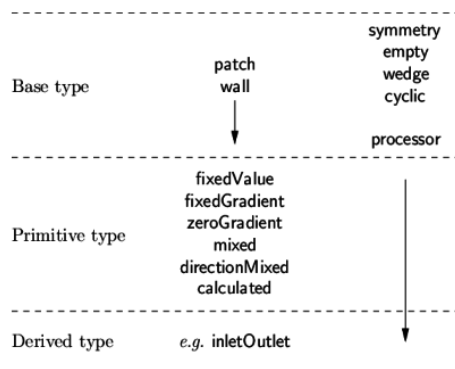 symmetry
empty
wedge
cyclic
patch
wall
Base type
processor
fixedValue
fixedGradient
zeroGradient
mixed
directionMixed
calculated
Primitive type
Derived type e.g. inletOutlet